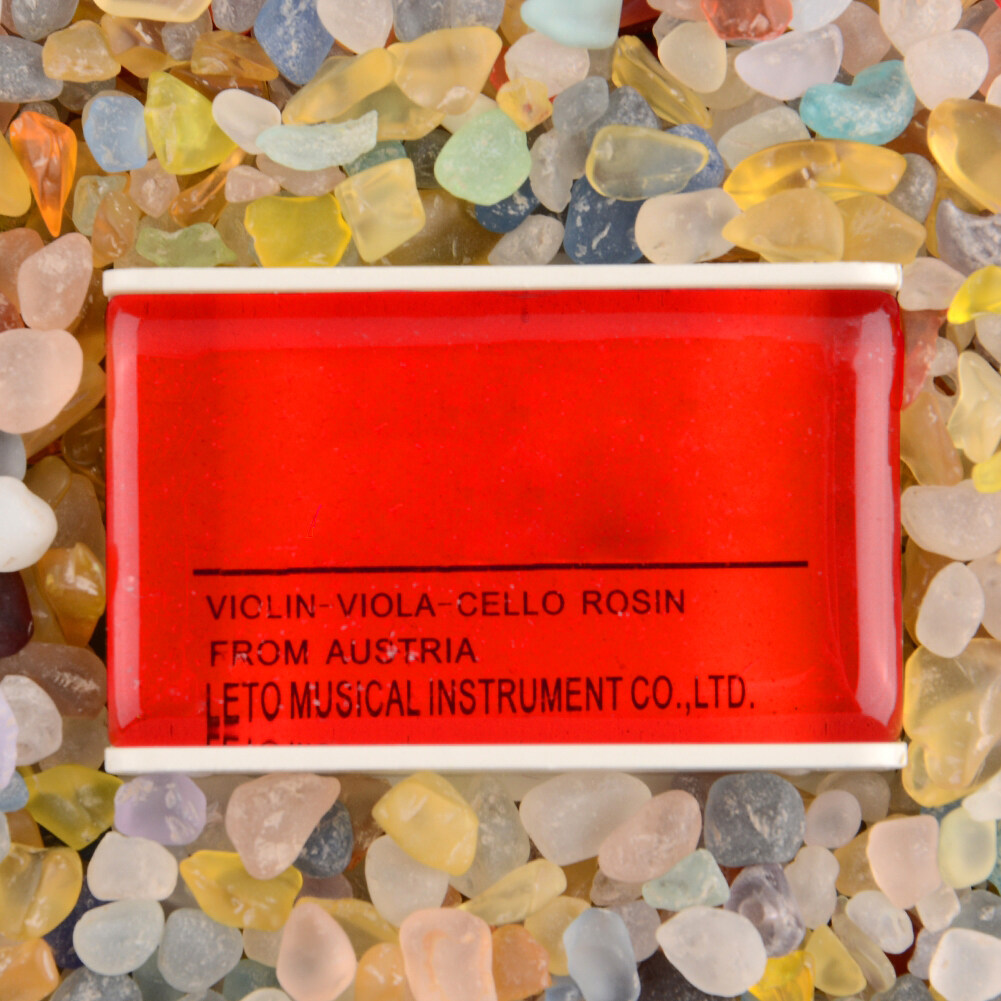 VIOLIN-VIOLA-CELLO ROSIN
FROM AUSTRIA
LETO MUSICAL INSTRUMENT CO.,LTD.